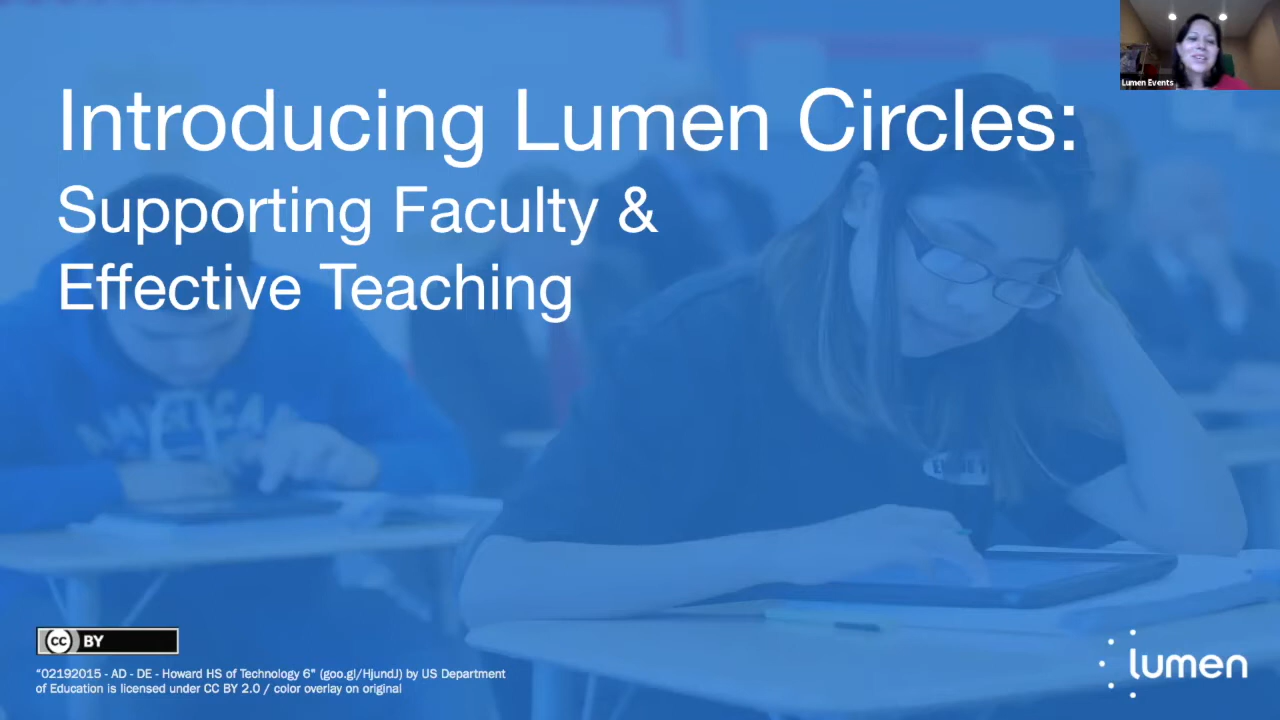 Lumen Events
Introducing Lumen Circles:
Supporting Faculty &
Effective Teaching
AMERICAN
cc BY
"02192015 - AD - DE - Howard HS of Technology 6" (goo.gl/HjundJ) by US Department
of Education is licensed under CC BY 2.0 / color overlay on original
lumen